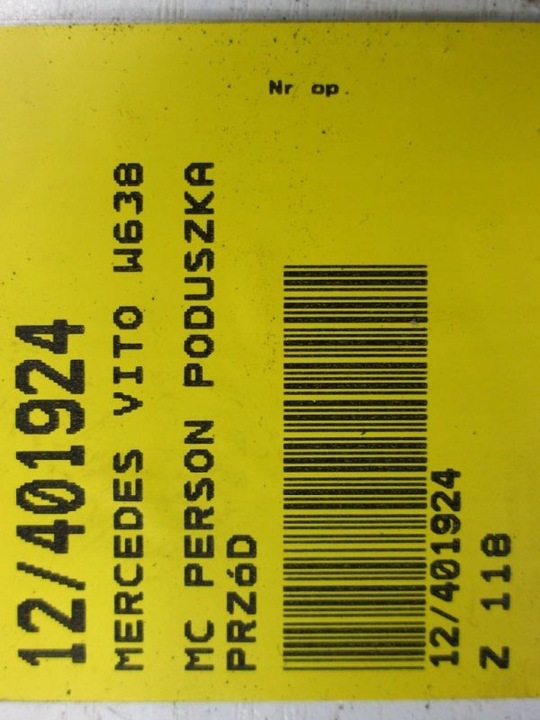 12/401924
MERCEDES VITO W638
MC PERSON PODUSZKA
PRZÓD
12/401924
Z 118
Nr op.